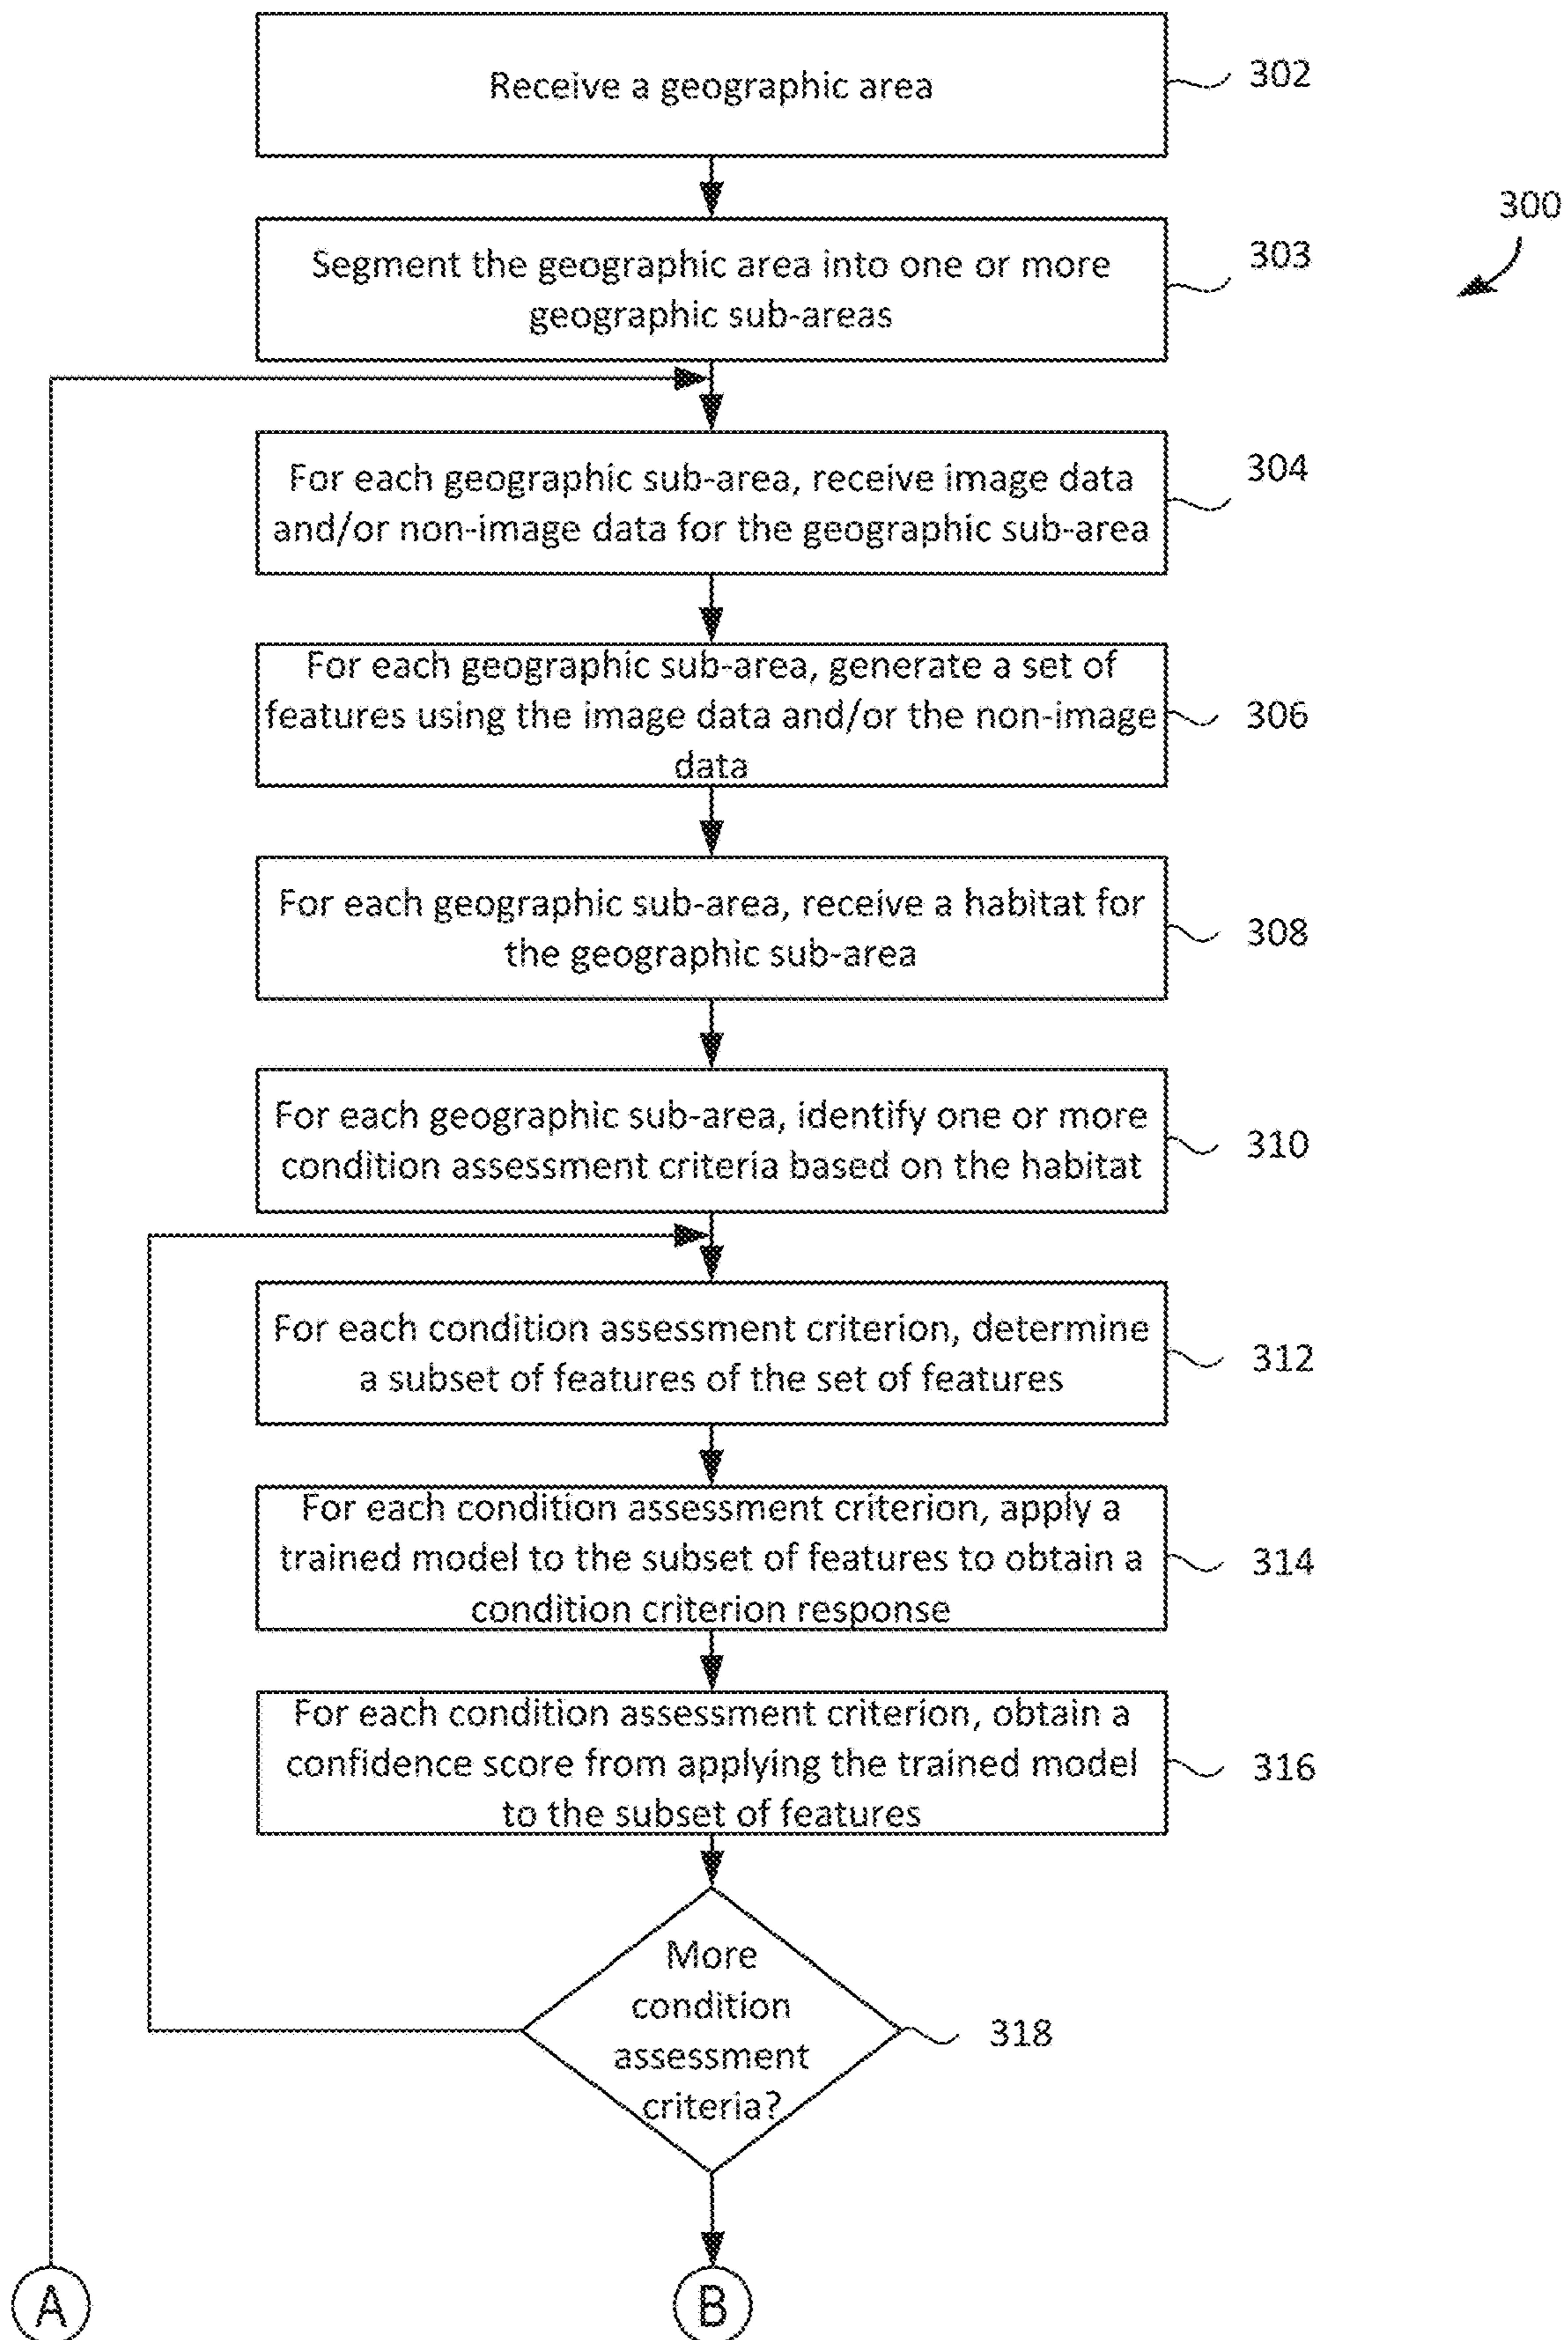 Receive a geographic area
302
300
Segment the geographic area into one or more
geographic sub-areas
303
For each geographic sub-area, receive image data
and/or non-image data for the geographic sub-area
304
For each geographic sub-area, generate a set of
features using the image data and/or the non-image
data
306
For each geographic sub-area, receive a habitat for
the geographic sub-area
308
For each geographic sub-area, identify one or more
condition assessment criteria based on the habitat
310
For each condition assessment criterion, determine
a subset of features of the set of features
312
For each condition assessment criterion, apply a
trained model to the subset of features to obtain a
condition criterion response
314
For each condition assessment criterion, obtain a
confidence score from applying the trained model
to the subset of features
316
More
condition
assessment
criteria?
318
A
B